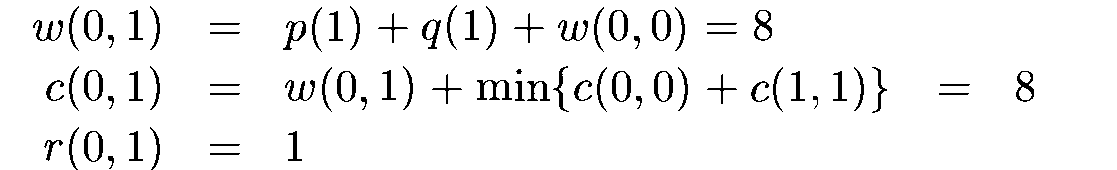 w(0,1) = p(1) + q(1) + w(0,0) = 8
c(0,1) = w(0,1) + min{c(0,0) + c(1,1)} = 8
r(0,1) = 1